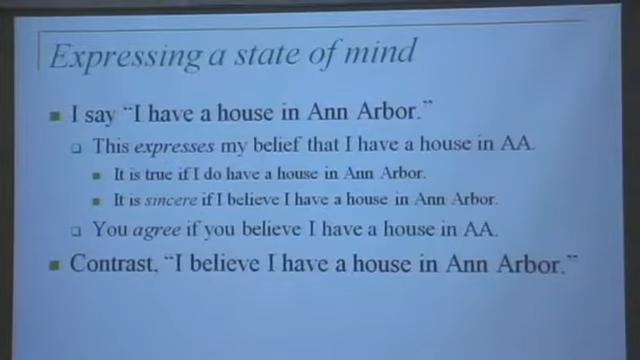 Expressing a state of mind
I say “I have a house in Ann Arbor.”
This expresses my belief that I have a house in AA.
It is true if I do have a house in Ann Arbor.
It is sincere if I believe I have a house in Ann Arbor.
You agree if you believe I have a house in AA.
Contrast, “I believe I have a house in Ann Arbor.”